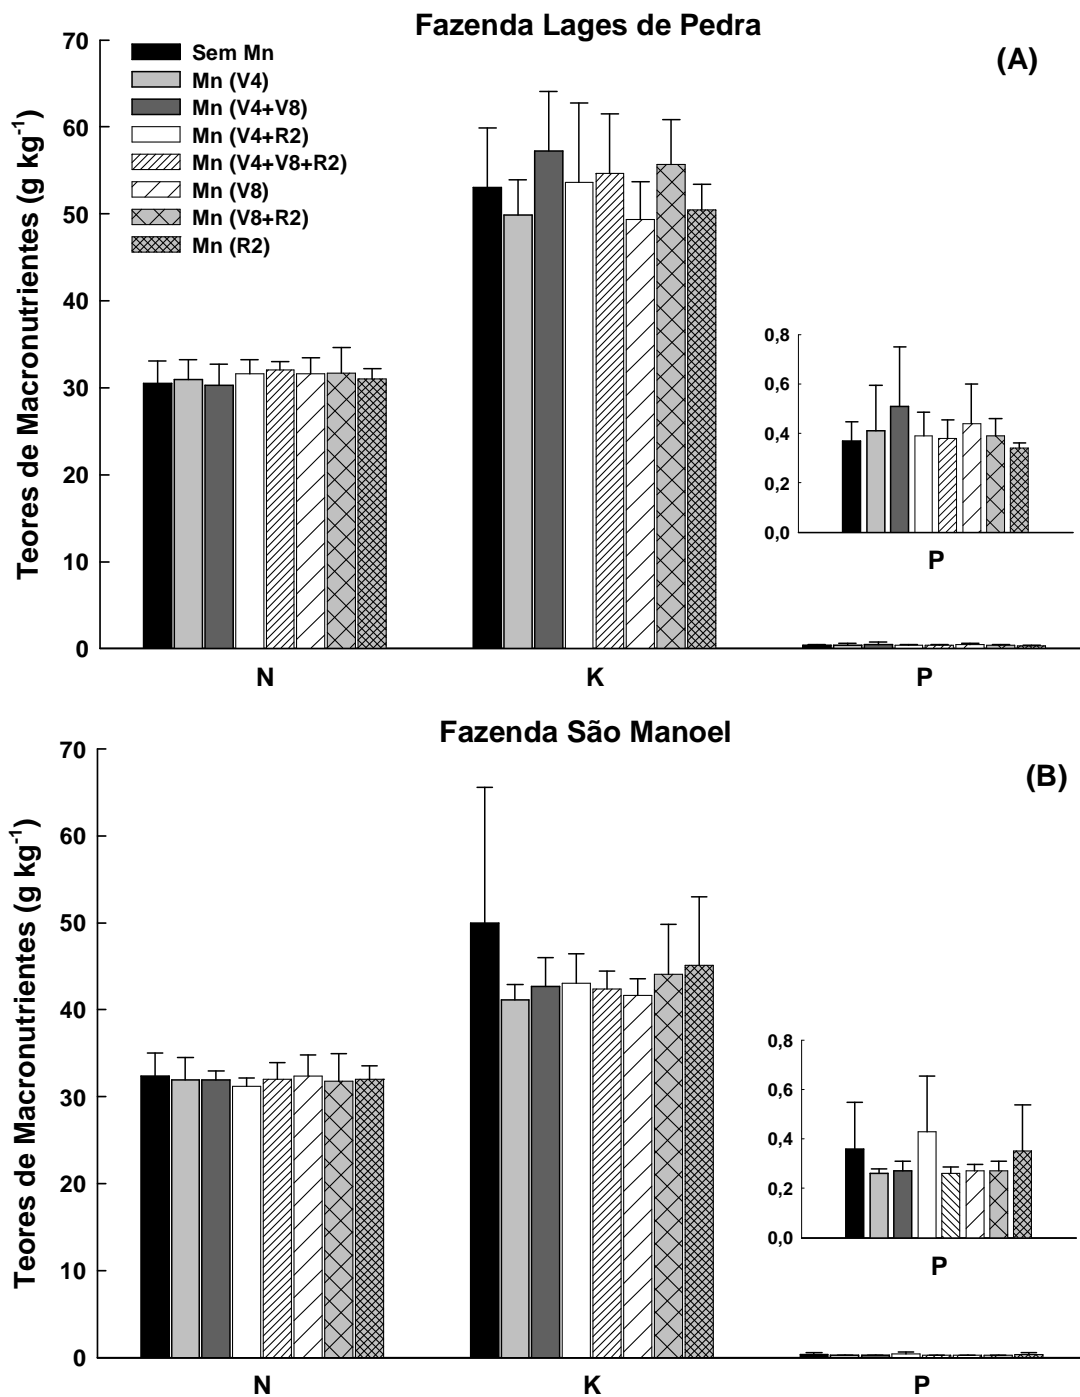 Fazenda Lages de Pedra
(A)
Teores de Macronutrientes (g kg⁻¹)
70
60
50
40
30
20
10
0
Sem Mn
Mn (V4)
Mn (V4+V8)
Mn (V4+R2)
Mn (V4+V8+R2)
Mn (V8)
Mn (V8+R2)
Mn (R2)
0,8
0,6
0,4
0,2
0,0
P
N K P
Fazenda São Manoel
(B)
Teores de Macronutrientes (g kg⁻¹)
70
60
50
40
30
20
10
0
0,8
0,6
0,4
0,2
0,0
P
N K P